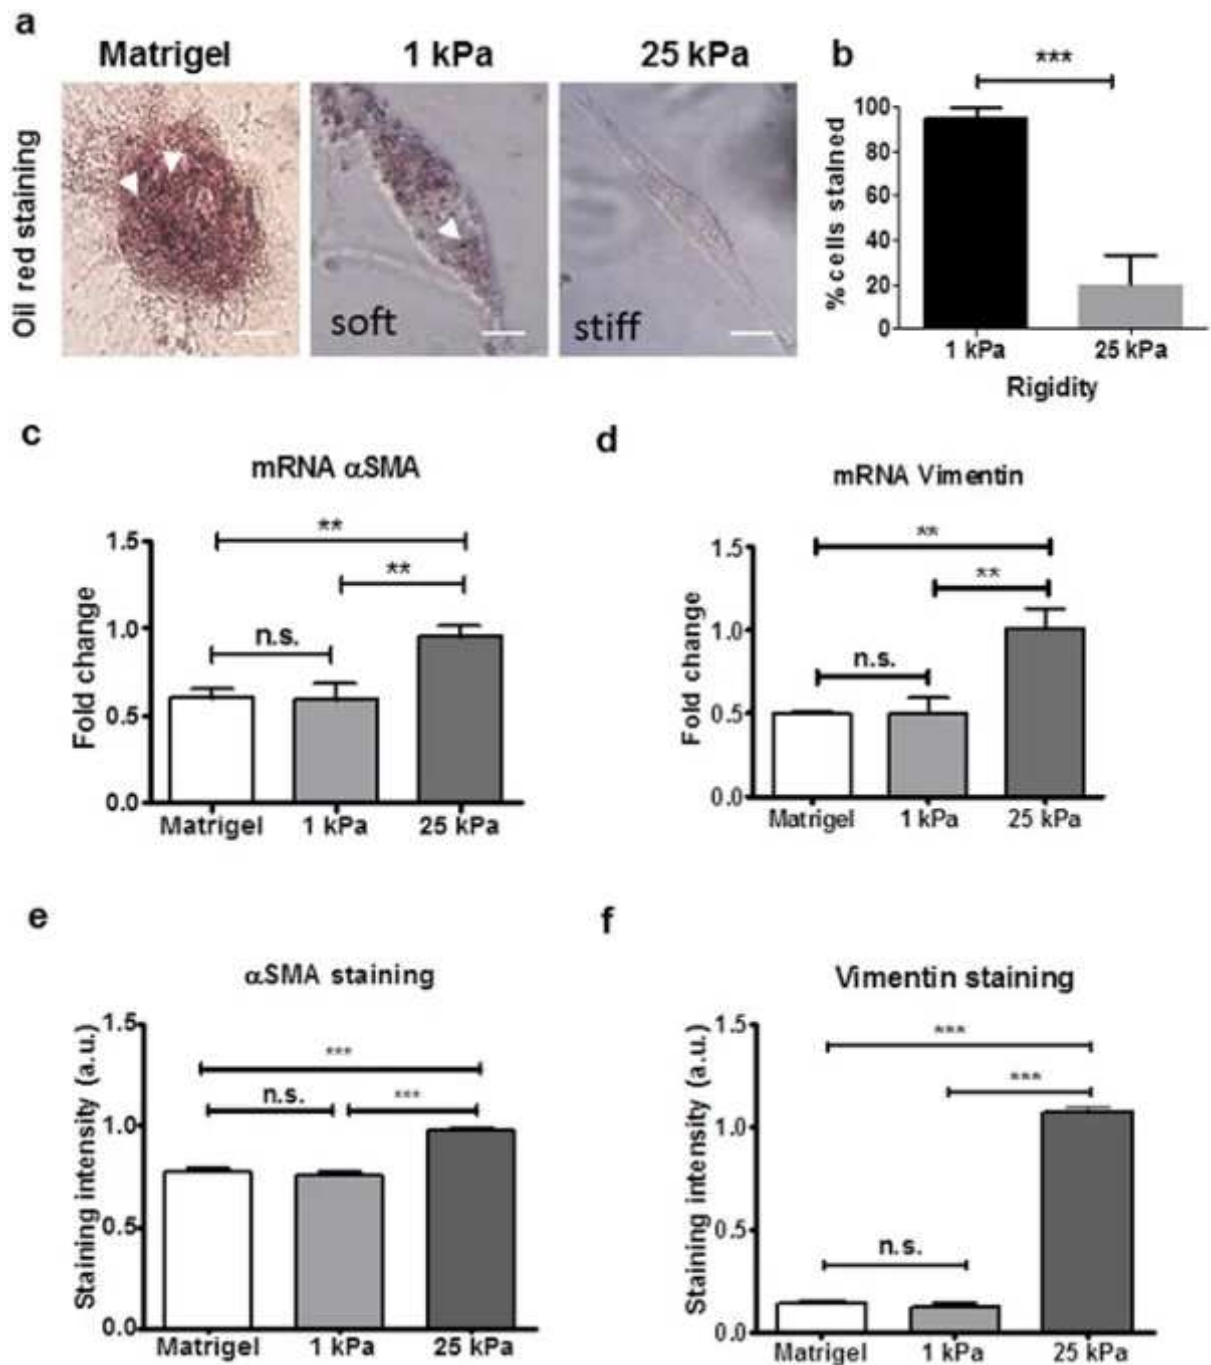 a
Matrigel
1 kPa
25 kPa
Oil red staining
soft
stiff
b
***
% cells stained
100
80
60
40
20
0
1 kPa
25 kPa
Rigidity
c
mRNA αSMA
**
**
n.s.
Fold change
1.5
1.0
0.5
0.0
Matrigel
1 kPa
25 kPa
d
mRNA Vimentin
**
**
n.s.
Fold change
1.5
1.0
0.5
0.0
Matrigel
1 kPa
25 kPa
e
αSMA staining
***
n.s.
***
Staining intensity (a.u.)
1.5
1.0
0.5
0.0
Matrigel
1 kPa
25 kPa
f
Vimentin staining
***
***
n.s.
Staining intensity (a.u.)
1.5
1.0
0.5
0.0
Matrigel
1 kPa
25 kPa